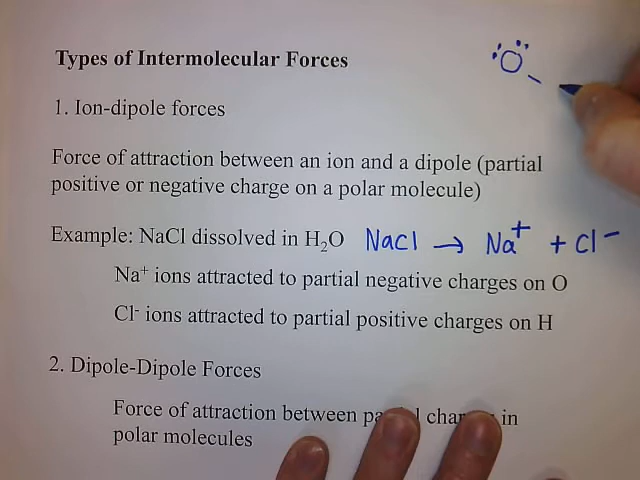 Types of Intermolecular Forces
O
1. Ion-dipole forces
Force of attraction between an ion and a dipole (partial
positive or negative charge on a polar molecule)
Example: NaCl dissolved in H₂O NaCl → Na⁺ + Cl⁻
Na⁺ ions attracted to partial negative charges on O
Cl⁻ ions attracted to partial positive charges on H
2. Dipole-Dipole Forces
Force of attraction between in
polar molecules